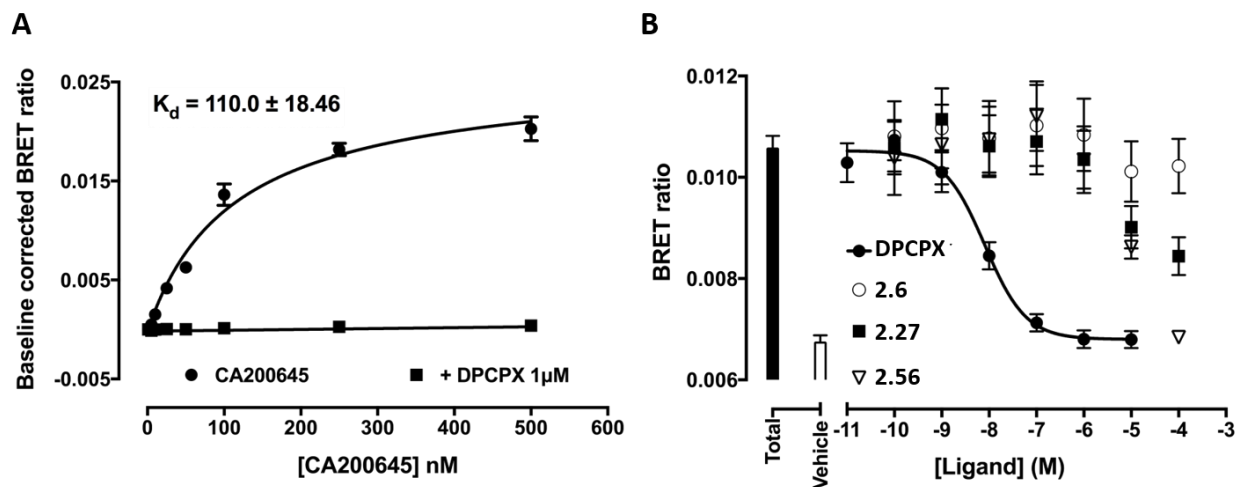 A
Baseline corrected BRET ratio
0.025
0.015
0.005
-0.005
Kd = 110.0 ± 18.46
CA200645
+ DPCPX 1µM
0
100
200
300
400
500
600
[CA200645] nM
B
BRET ratio
0.012
0.010
0.008
0.006
DPCPX
2.6
2.27
2.56
Total
Vehicle
-11
-10
-9
-8
-7
-6
-5
-4
-3
[Ligand] (M)